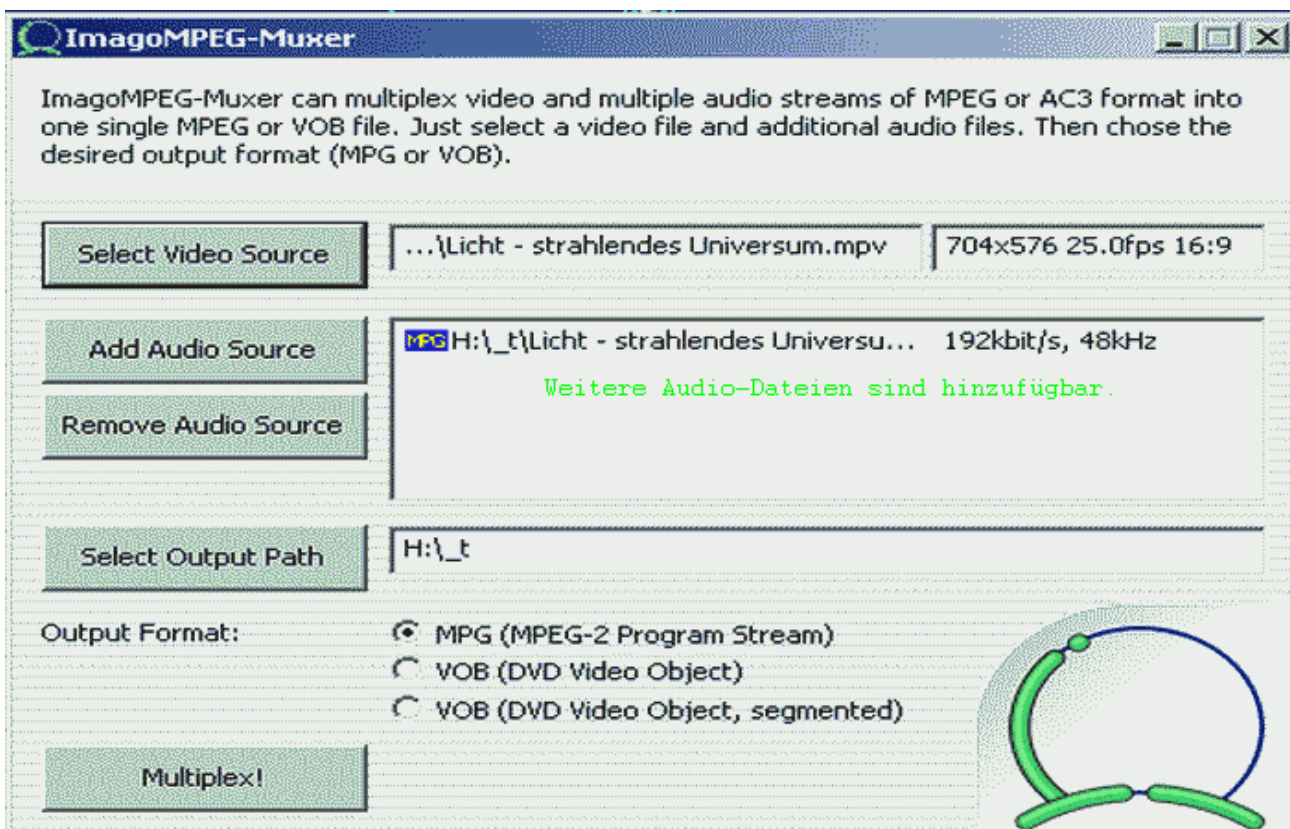 ImagoMPEG-Muxer
ImagoMPEG-Muxer can multiplex video and multiple audio streams of MPEG or AC3 format into
one single MPEG or VOB file. Just select a video file and additional audio files. Then chose the
desired output format (MPG or VOB).
Select Video Source
...\Licht - strahlendes Universum.mpv
704x576 25.0fps 16:9
Add Audio Source
MPG H:\_t\Licht - strahlendes Universu... 192kbit/s, 48kHz
Weitere Audio-Dateien sind hinzufügbar.
Remove Audio Source
Select Output Path
H:\_t
Output Format:
MPG (MPEG-2 Program Stream)
VOB (DVD Video Object)
VOB (DVD Video Object, segmented)
Multiplex!